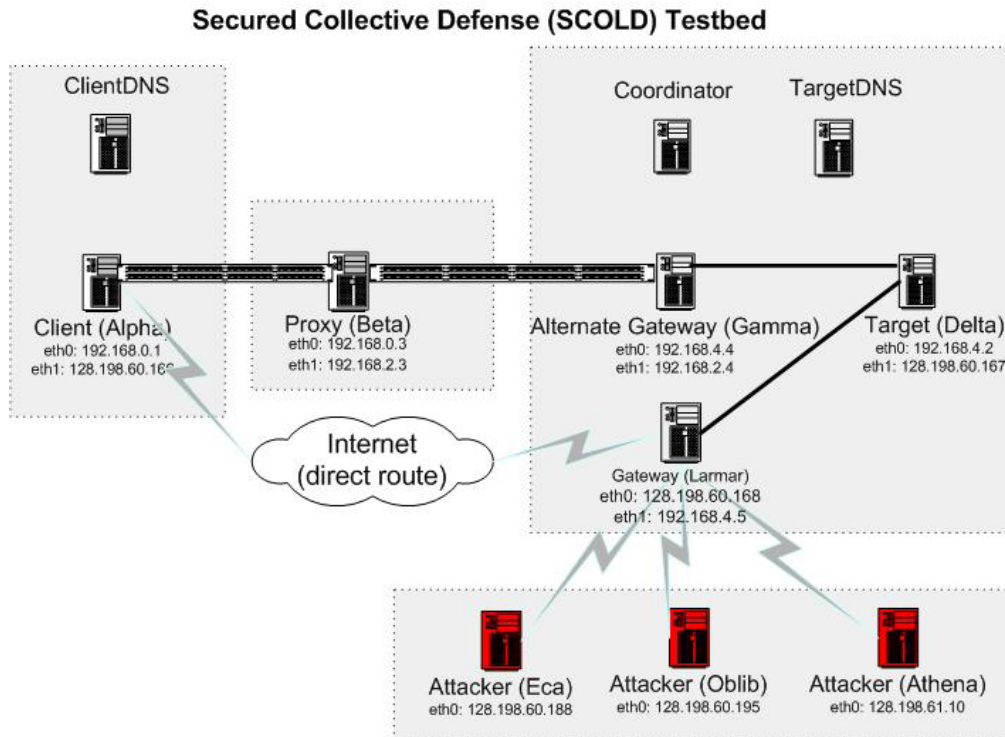 Secured Collective Defense (SCOLD) Testbed
ClientDNS
Coordinator
TargetDNS
Client (Alpha)
eth0: 192.168.0.1
eth1:
Proxy (Beta)
eth0: 192.168.0.3
eth1: 192.168.2.3
Alternate Gateway (Gamma)
eth0: 192.168.4.4
eth1: 192.168.2.4
Target (Delta)
eth0: 192.168.4.2
eth1: 128.198.60.167
Internet
(direct route)
Gateway (Larmar)
eth0: 128.198.60.168
eth1: 192.168.4.5
Attacker (Eca)
eth0: 128.198.60.188
Attacker (Oblib)
eth0: 128.198.60.195
Attacker (Athena)
eth0: 128.198.61.10